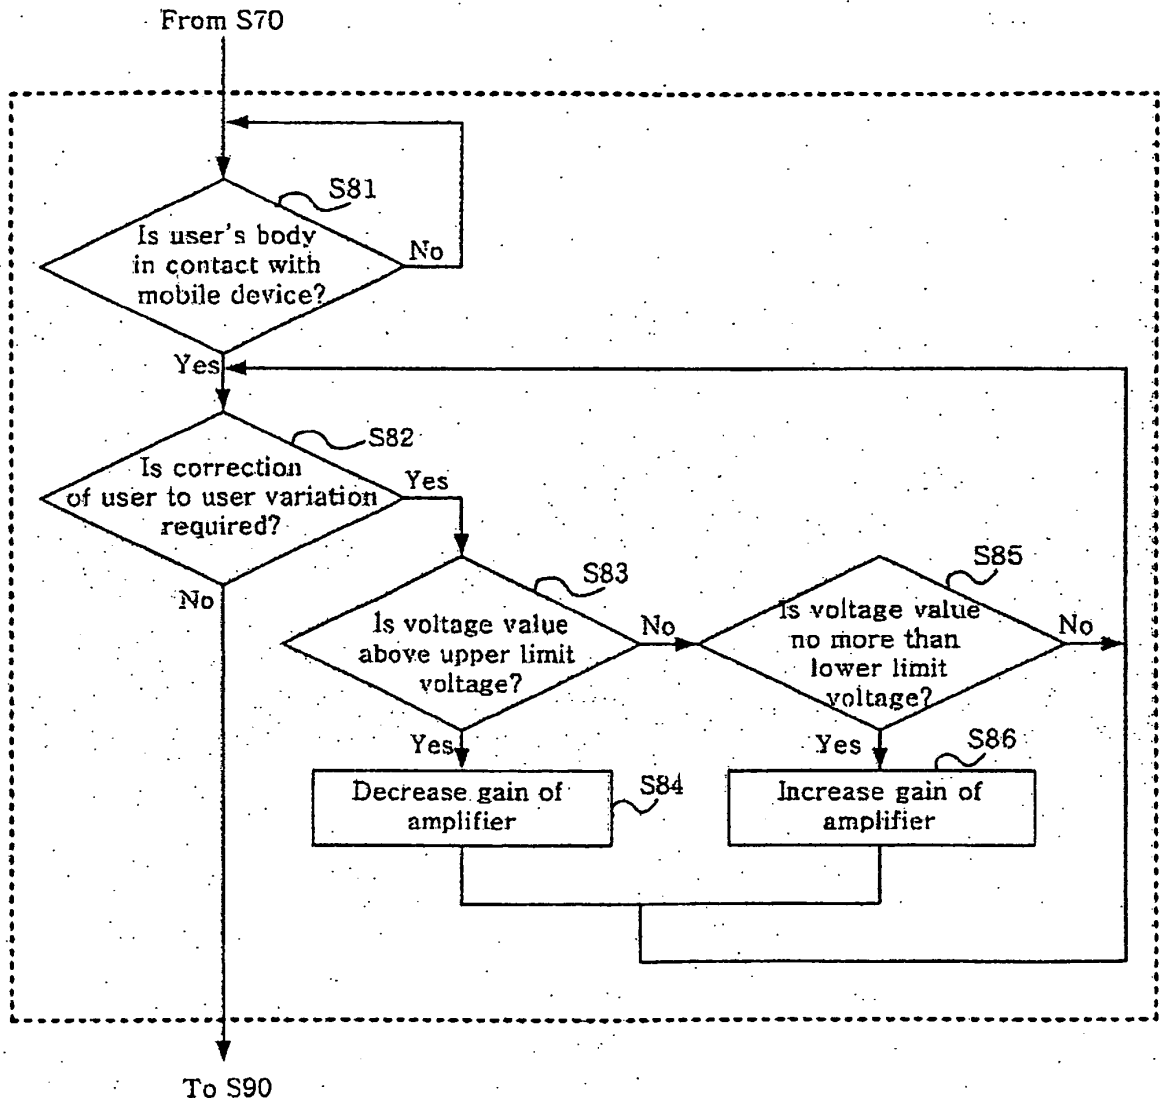 From S70
S81
Is user's body
in contact with
mobile device?
No
Yes
S82
Is correction
of user to user variation
required?
Yes
No
S83
Is voltage value
above upper limit
voltage?
No
S85
Is voltage value
no more than
lower limit
voltage?
No
Yes
S84
Decrease gain of
amplifier
Yes
S86
Increase gain of
amplifier
To S90